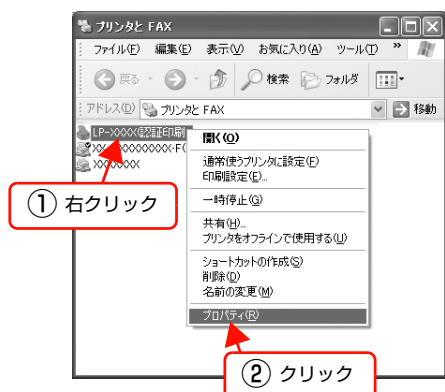 プリンタと FAX
ファイル(F) 編集(E) 表示(V) お気に入り(A) ツール(T) »
戻る 検索 フォルダ
アドレス(D) プリンタと FAX 移動
LP-XXXX(認証印刷)
XX-XXXXXXXX-F(
XXXXXXX
開く(O)
通常使うプリンタに設定(F)
印刷設定(E)...
一時停止(G)
共有(H)...
プリンタをオフラインで使用する(U)
ショートカットの作成(S)
削除(D)
名前の変更(M)
プロパティ(R)
① 右クリック
② クリック